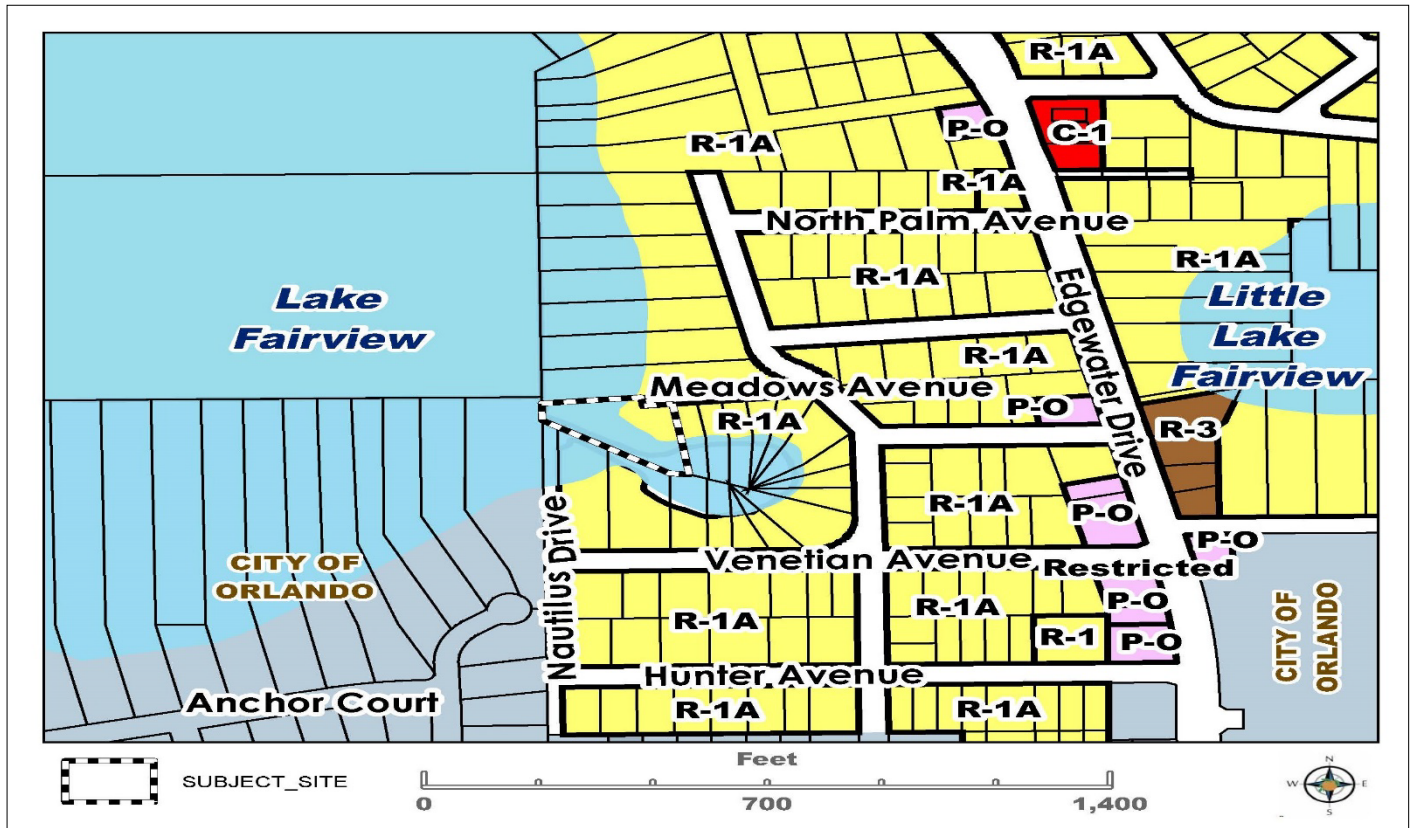 R-1A
P-O
C-1
R-1A
R-1A
North Palm Avenue
R-1A
R-1A
Lake
Fairview
Edgewater Drive
Little
Lake
Fairview
R-1A
Meadows Avenue
P-O
R-1A
R-3
R-1A
P-O
P-O
Nautilus Drive
CITY OF
ORLANDO
Venetian Avenue
Restricted
P-O
R-1A
R-1A
R-1
P-O
CITY OF
ORLANDO
Hunter Avenue
Anchor Court
R-1A
R-1A
SUBJECT_SITE
Feet
0
700
1,400
N
W
E
S